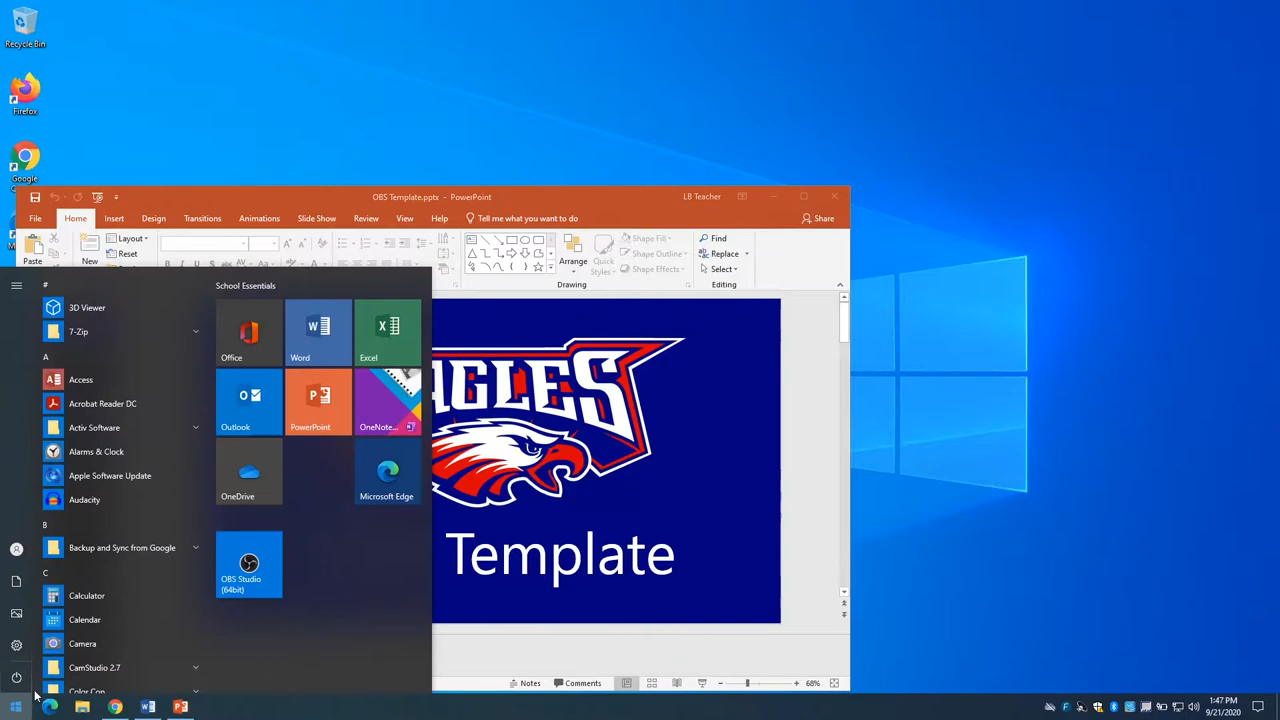 Recycle Bin
Firefox
Google
OBS Template.pptx - PowerPoint
LB Teacher
File Home Insert Design Transitions Animations Slide Show Review View Help Tell me what you want to do Share
Paste
New
Layout
Reset
Arrange
Quick Styles
Shape Fill
Shape Outline
Shape Effects
Drawing
Find
Replace
Select
Editing
#
3D Viewer
7-Zip
A
Access
Acrobat Reader DC
Activ Software
Alarms & Clock
Apple Software Update
Audacity
B
Backup and Sync from Google
C
Calculator
Calendar
Camera
CamStudio 2.7
Color Cop
School Essentials
Office
Word
Excel
Outlook
PowerPoint
OneNote...
OneDrive
Microsoft Edge
OBS Studio
(64bit)
AGLES
Template
Notes Comments 68%
1:47 PM
9/21/2020